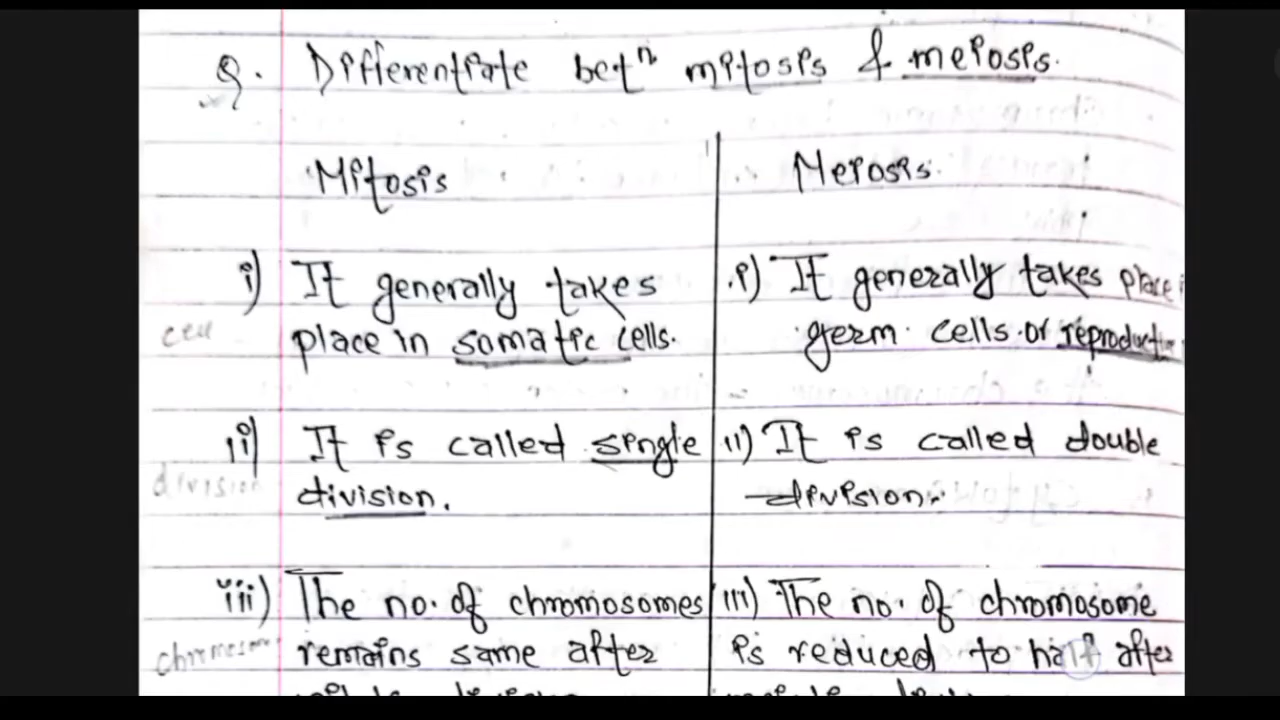 Q. Differentiate betn mitosis & meiosis.
Mitosis
Meiosis.
i) It generally takes
place in somatic cells.
cell
i) It generally takes place
germ cells or
ii) It is called single
division.
division
ii) It is called double
division.
iii) The no. of chromosomes
remains same after
iii) The no. of chromosome
is reduced to half after